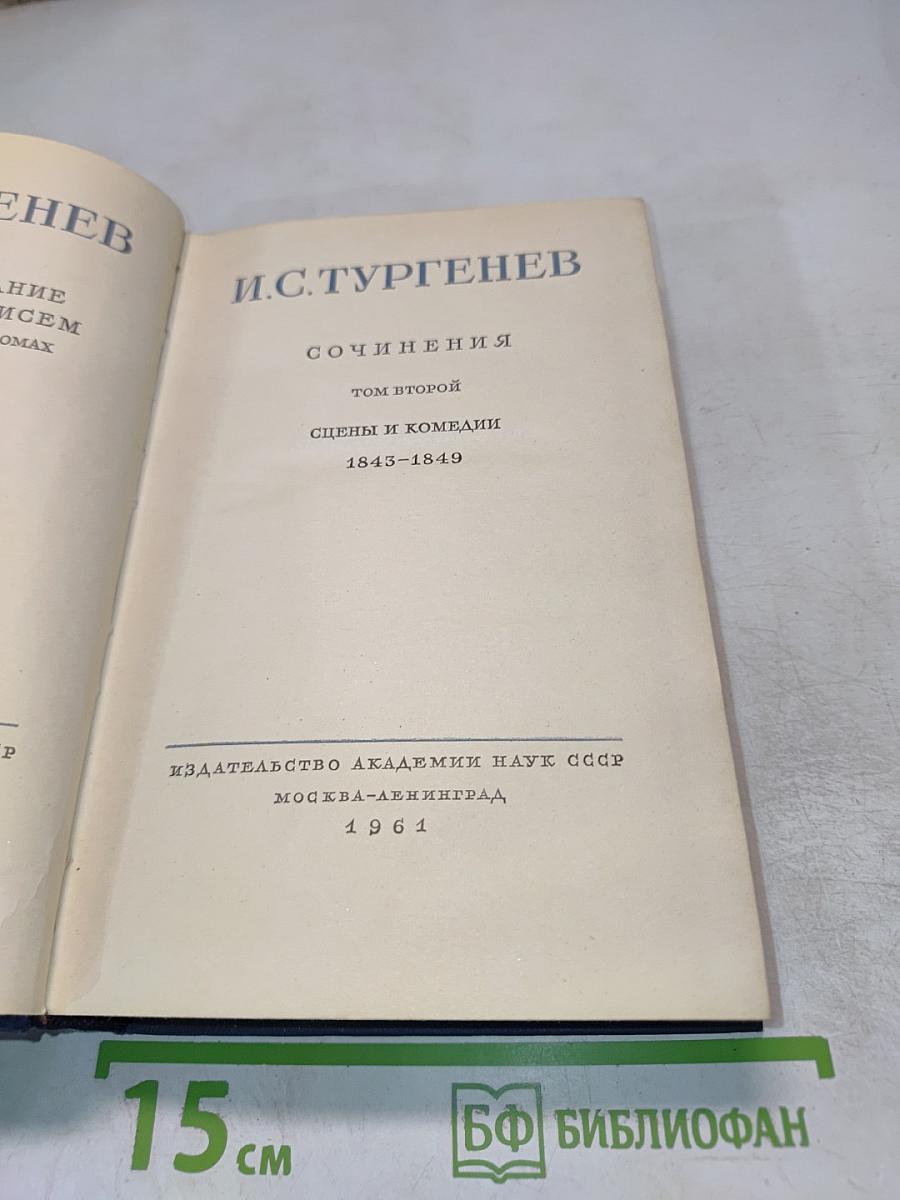 ЕНЕВ
АНИЕ
ИСЕМ
ОМАХ
Р
И.С.ТУРГЕНЕВ
СОЧИНЕНИЯ
ТОМ ВТОРОЙ
СЦЕНЫ И КОМЕДИИ
1843–1849
ИЗДАТЕЛЬСТВО АКАДЕМИИ НАУК СССР
МОСКВА–ЛЕНИНГРАД
1961
15 см
БФ БИБЛИОФАН